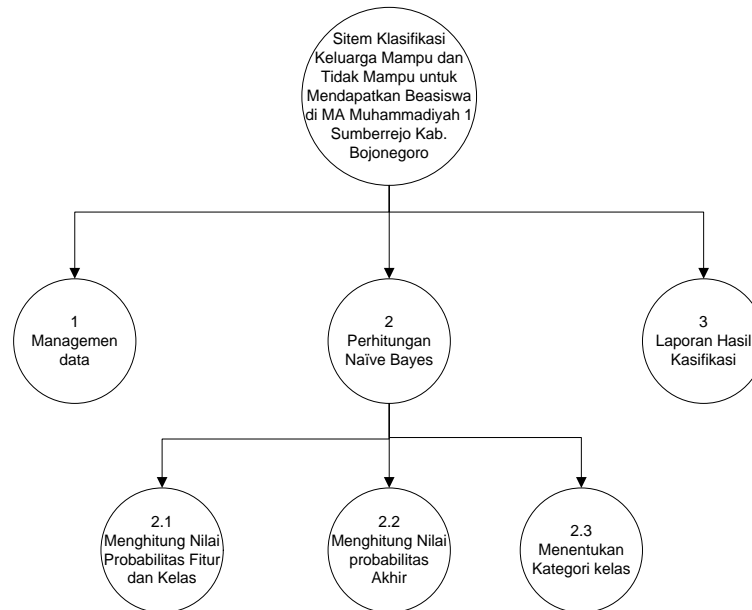 Sitem Klasifikasi
Keluarga Mampu dan
Tidak Mampu untuk
Mendapatkan Beasiswa
di MA Muhammadiyah 1
Sumberrejo Kab.
Bojonegoro
1
Managemen
data
2
Perhitungan
Naïve Bayes
3
Laporan Hasil
Kasifikasi
2.1
Menghitung Nilai
Probabilitas Fitur
dan Kelas
2.2
Menghitung Nilai
probabilitas
Akhir
2.3
Menentukan
Kategori kelas